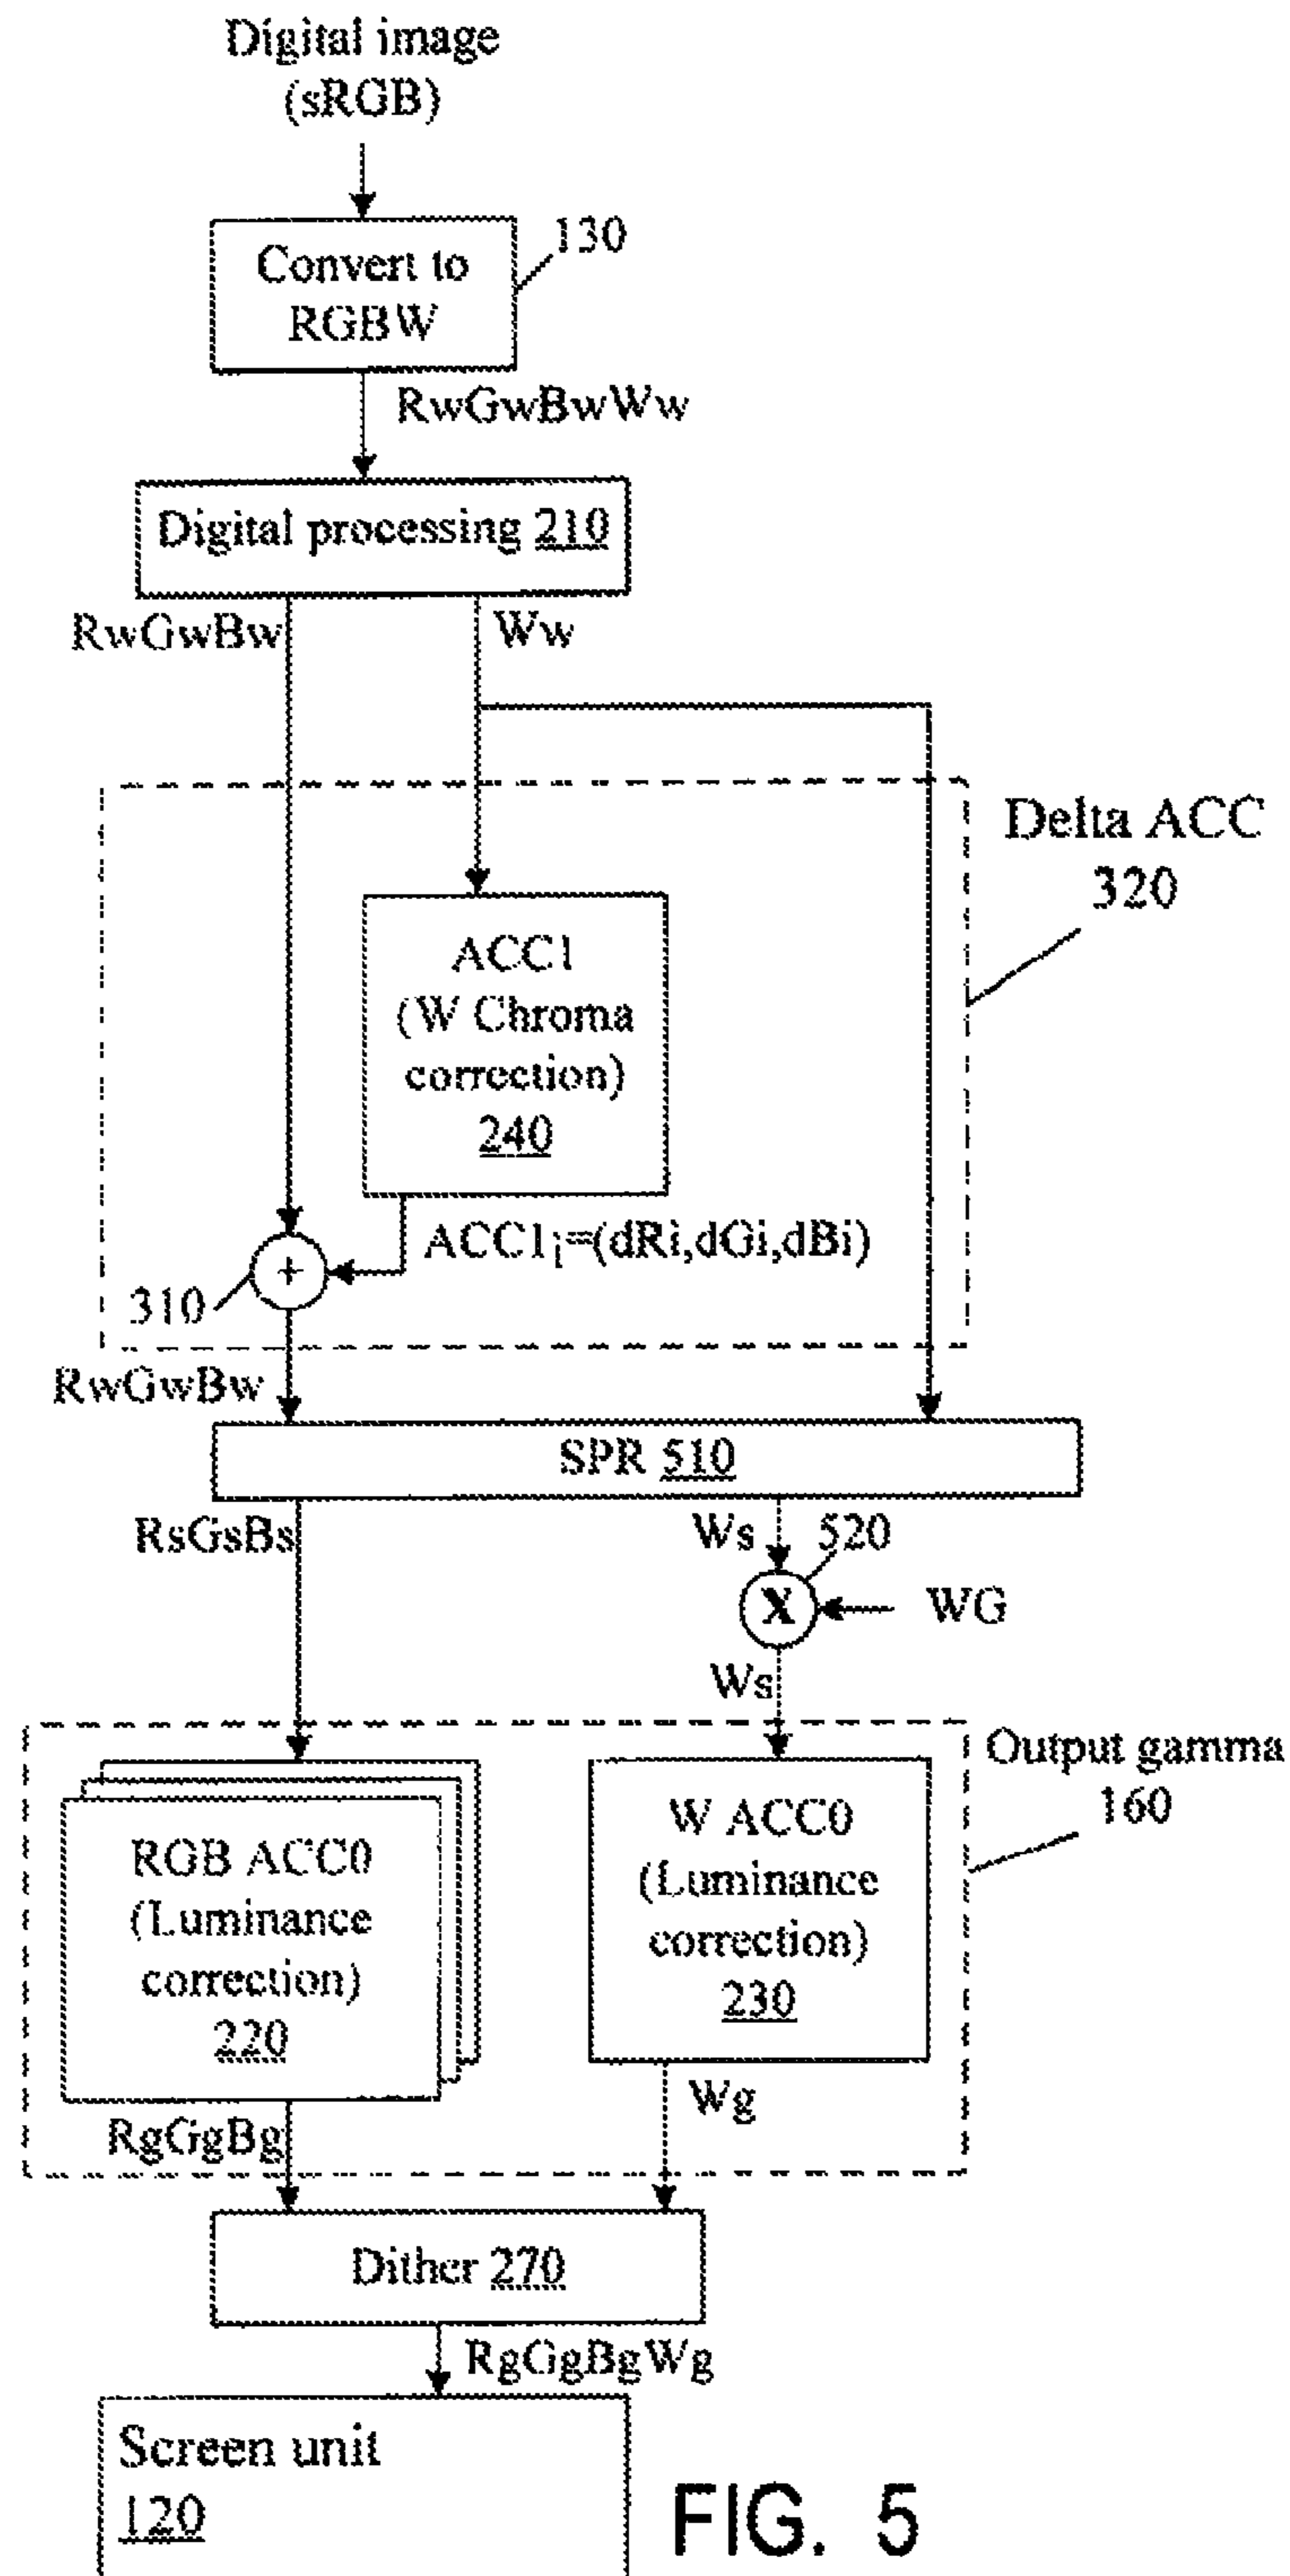 Digital image
(sRGB)
Convert to
RGBW
130
RwGwBwWw
Digital processing 210
RwGwBw
Ww
Delta ACC
320
ACC1
(W Chroma
correction)
240
ACC1i=(dRi,dGi,dBi)
+
310
RwGwBw
SPR 510
RsGsBs
Ws
520
X
WG
Ws
Output gamma
160
RGB ACC0
(Luminance
correction)
220
W ACC0
(Luminance
correction)
230
RgGgBg
Wg
Dither 270
RgGgBgWg
Screen unit
120
FIG. 5